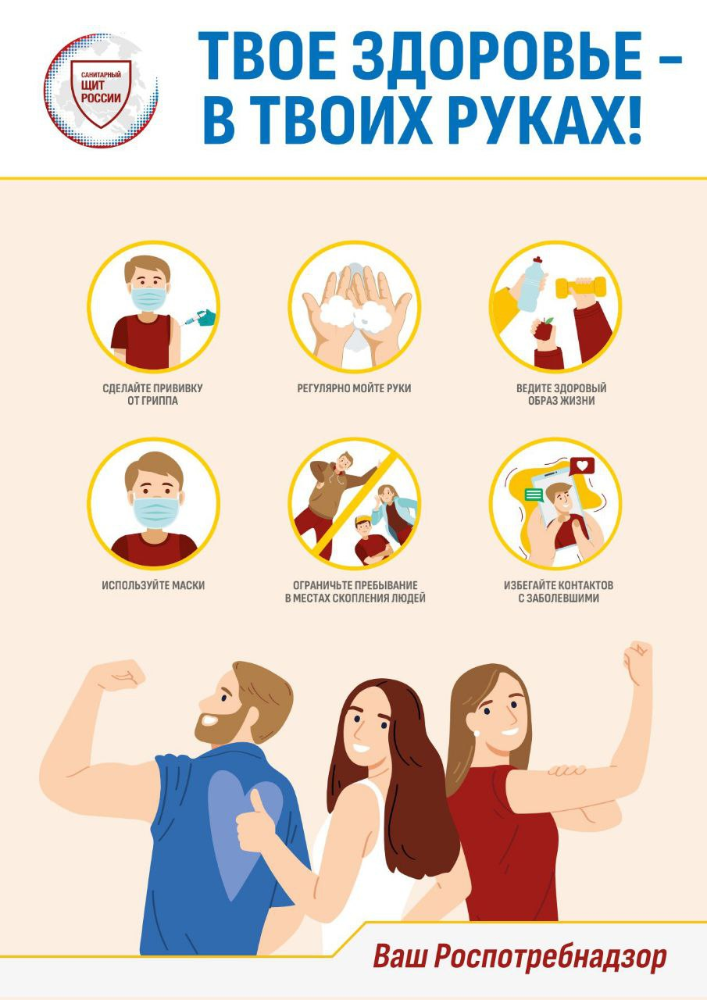 САНИТАРНЫЙ
ЩИТ
РОССИИ
ТВОЕ ЗДОРОВЬЕ –
В ТВОИХ РУКАХ!
СДЕЛАЙТЕ ПРИВИВКУ
ОТ ГРИППА
РЕГУЛЯРНО МОЙТЕ РУКИ
ВЕДИТЕ ЗДОРОВЫЙ
ОБРАЗ ЖИЗНИ
ИСПОЛЬЗУЙТЕ МАСКИ
ОГРАНИЧЬТЕ ПРЕБЫВАНИЕ
В МЕСТАХ СКОПЛЕНИЯ ЛЮДЕЙ
ИЗБЕГАЙТЕ КОНТАКТОВ
С ЗАБОЛЕВШИМИ
Ваш Роспотребнадзор